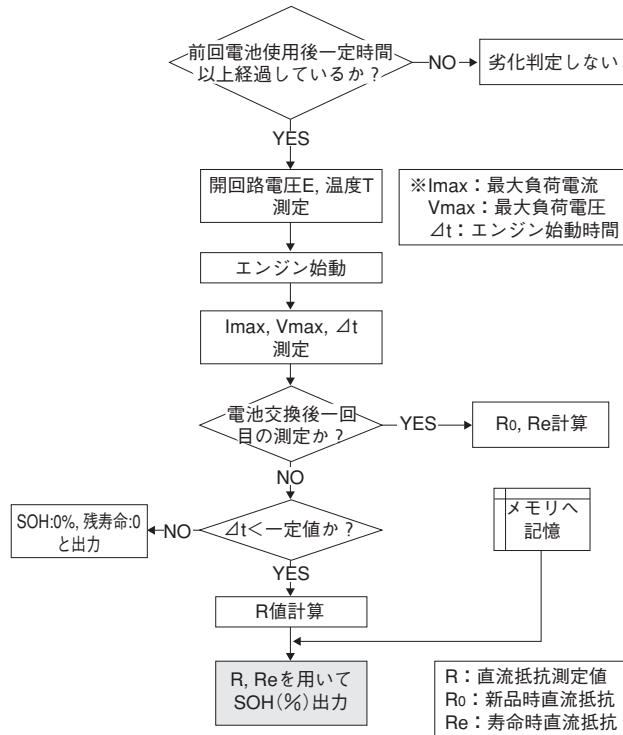 前回電池使用後一定時間
以上経過しているか？
NO
劣化判定しない
YES
開回路電圧E, 温度T
測定
※Imax：最大負荷電流
Vmax：最大負荷電圧
⊿t：エンジン始動時間
エンジン始動
Imax, Vmax, ⊿t
測定
電池交換後一回
目の測定か？
YES
R0, Re計算
NO
SOH:0%, 残寿命:0
と出力
NO
⊿t＜一定値か？
メモリへ
記憶
YES
R値計算
R, Reを用いて
SOH(％)出力
R：直流抵抗測定値
R0：新品時直流抵抗
Re：寿命時直流抵抗